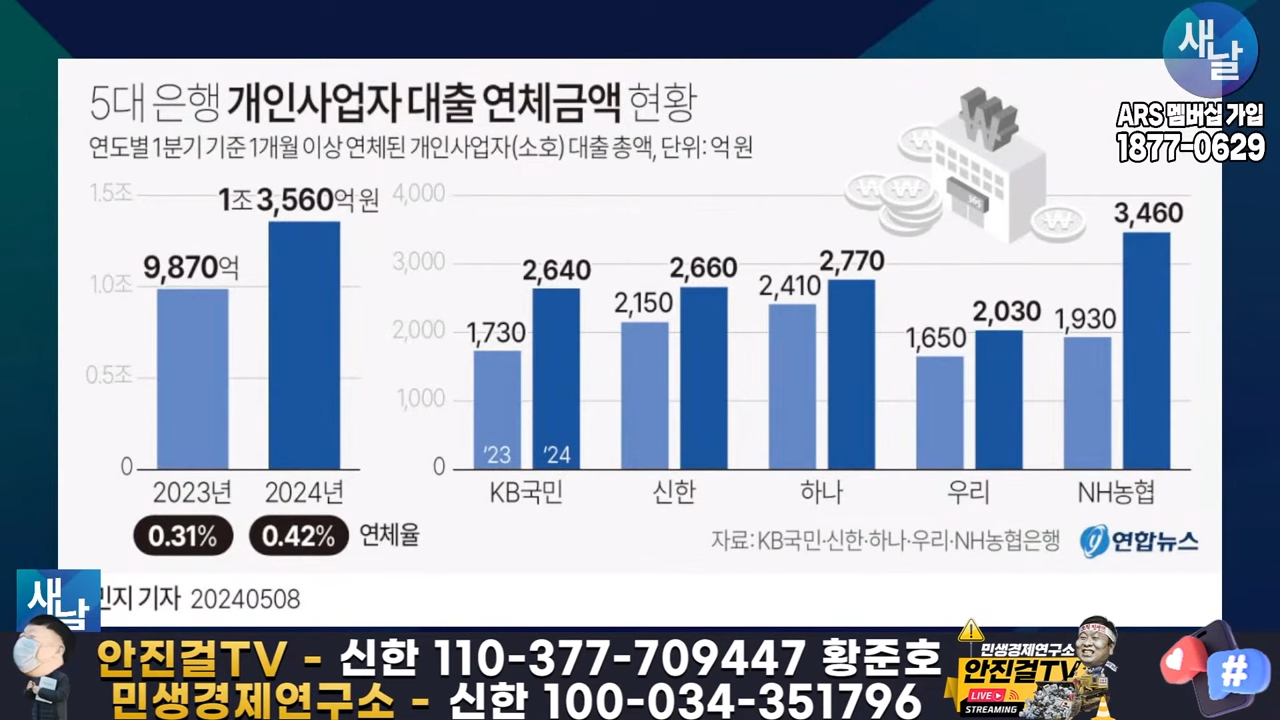 새날
ARS 멤버십 가입
1877-0629
5대 은행 개인사업자 대출 연체금액 현황
연도별 1분기 기준 1개월 이상 연체된 개인사업자(소호) 대출 총액, 단위: 억 원
1.5조
1.0조
0.5조
0
9,870억
1조 3,560억 원
2023년 2024년
0.31% 0.42% 연체율
4,000
3,000
2,000
1,000
0
1,730 2,640
2,150 2,660
2,410 2,770
1,650 2,030
1,930 3,460
'23 '24
KB국민 신한 하나 우리 NH농협
자료: KB국민·신한·하나·우리·NH농협은행
연합뉴스
새날
민지 기자 20240508
안진걸TV - 신한 110-377-709447 황준호
민생경제연구소 - 신한 100-034-351796
민생경제연구소
안진걸TV
LIVE
STREAMING
#